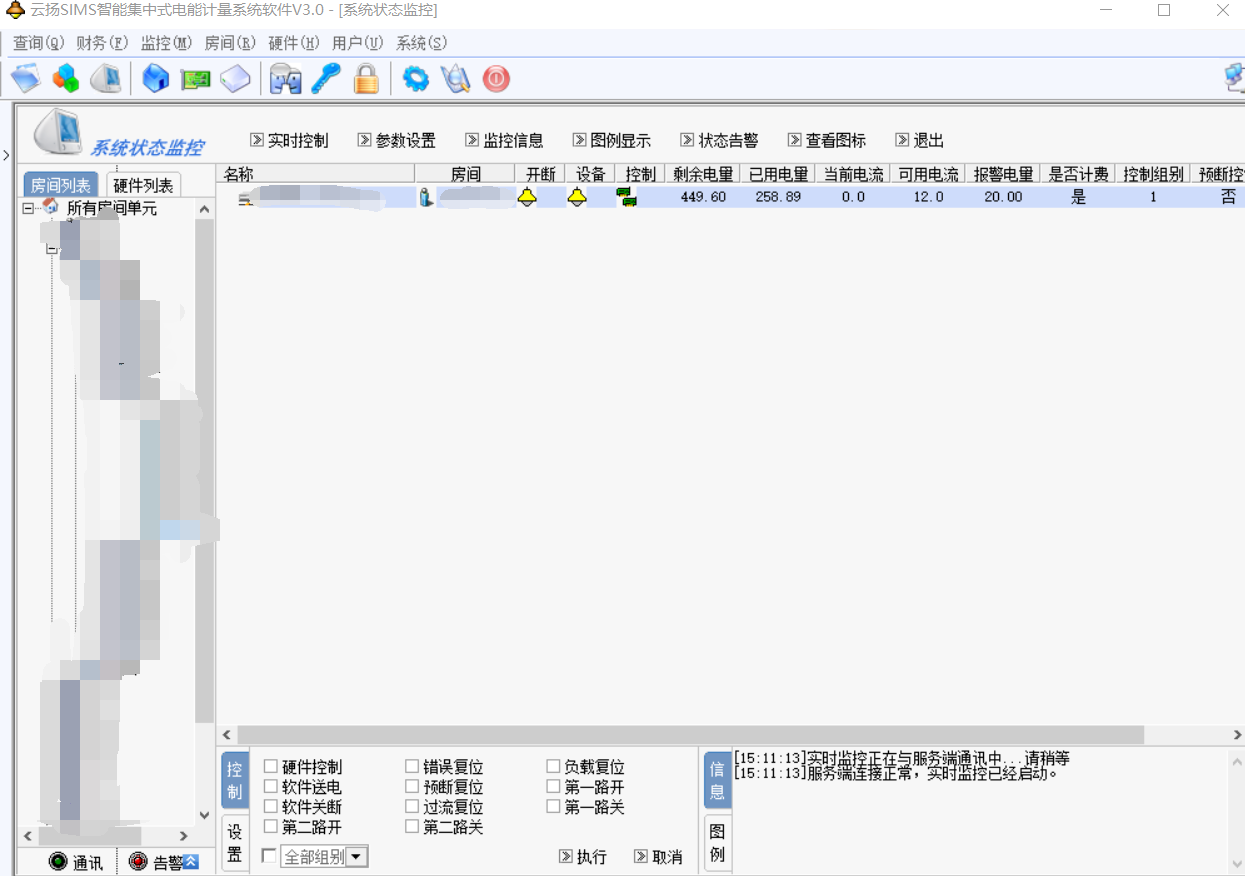 云扬SIMS智能集中式电能计量系统软件V3.0 - [系统状态监控]
查询(Q) 财务(F) 监控(M) 房间(R) 硬件(H) 用户(U) 系统(S)
系统状态监控 实时控制 参数设置 监控信息 图例显示 状态告警 查看图标 退出
房间列表 硬件列表
名称 房间 开断 设备 控制 剩余电量 已用电量 当前电流 可用电流 报警电量 是否计费 控制组别 预断控
449.60 258.89 0.0 12.0 20.00 是 1 否
所有房间单元
控制
设置
硬件控制 错误复位 负载复位
软件送电 预断复位 第一路开
软件关断 过流复位 第一路关
第二路开 第二路关
全部组别 执行 取消
信息
图例
[15:11:13]实时监控正在与服务端通讯中...请稍等
[15:11:13]服务端连接正常，实时监控已经启动。
通讯 告警